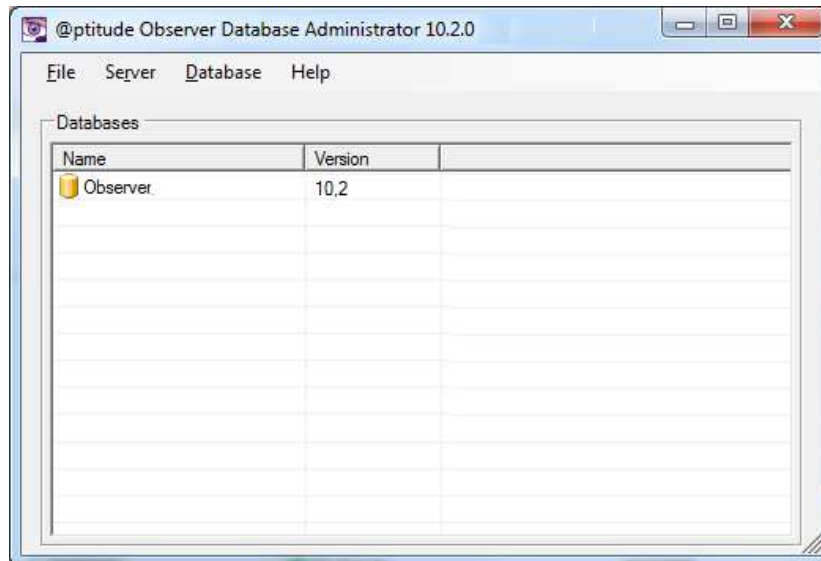 @ptitude Observer Database Administrator 10.2.0
File Server Database Help
Databases
Name Version
Observer 10,2